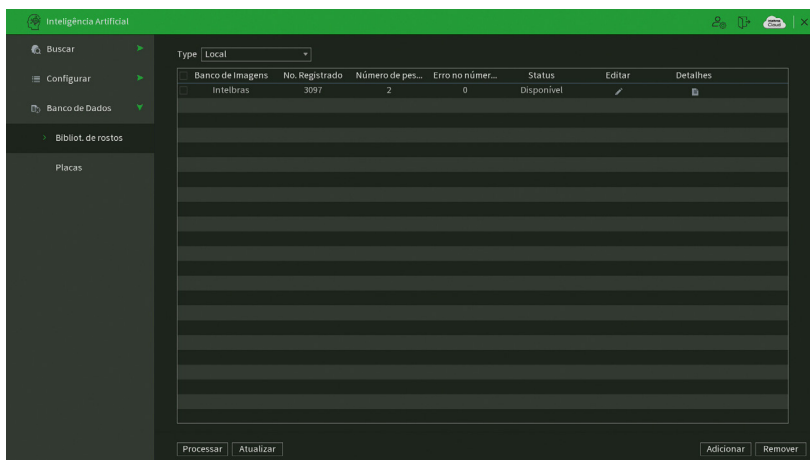 Inteligência Artificial
Buscar
Configurar
Banco de Dados
Bibliot. de rostos
Placas
Type Local
Banco de Imagens No. Registrado Número de pes... Erro no númer... Status Editar Detalhes
Intelbras 3097 2 0 Disponível
Processar Atualizar Adicionar Remover